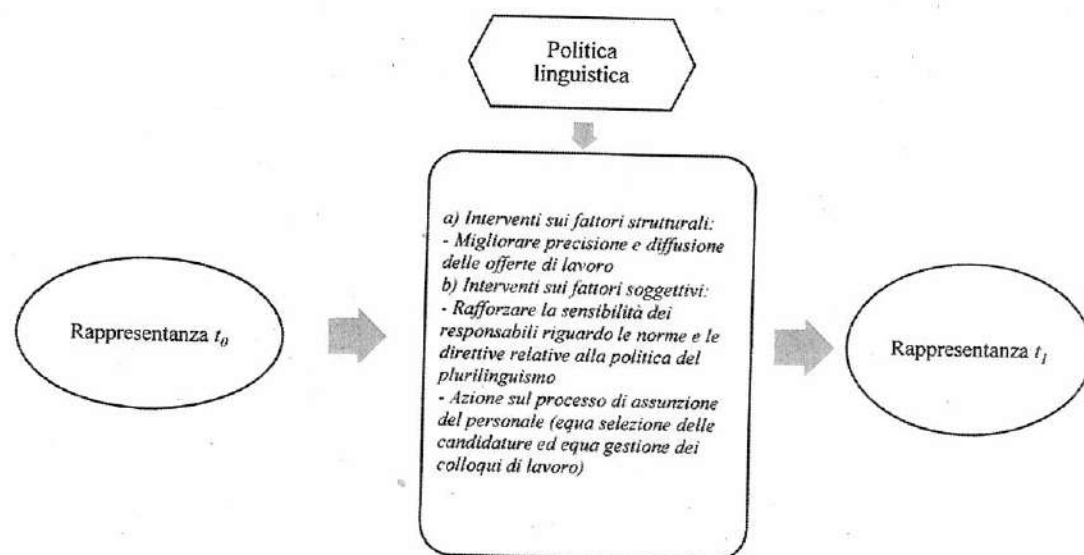 Politica
linguistica
a) Interventi sui fattori strutturali:
- Migliorare precisione e diffusione
delle offerte di lavoro
b) Interventi sui fattori soggettivi:
- Rafforzare la sensibilità dei
responsabili riguardo le norme e le
direttive relative alla politica del
plurilinguismo
- Azione sul processo di assunzione
del personale (equa selezione delle
candidature ed equa gestione dei
colloqui di lavoro)
Rappresentanza t₀
Rappresentanza t₁